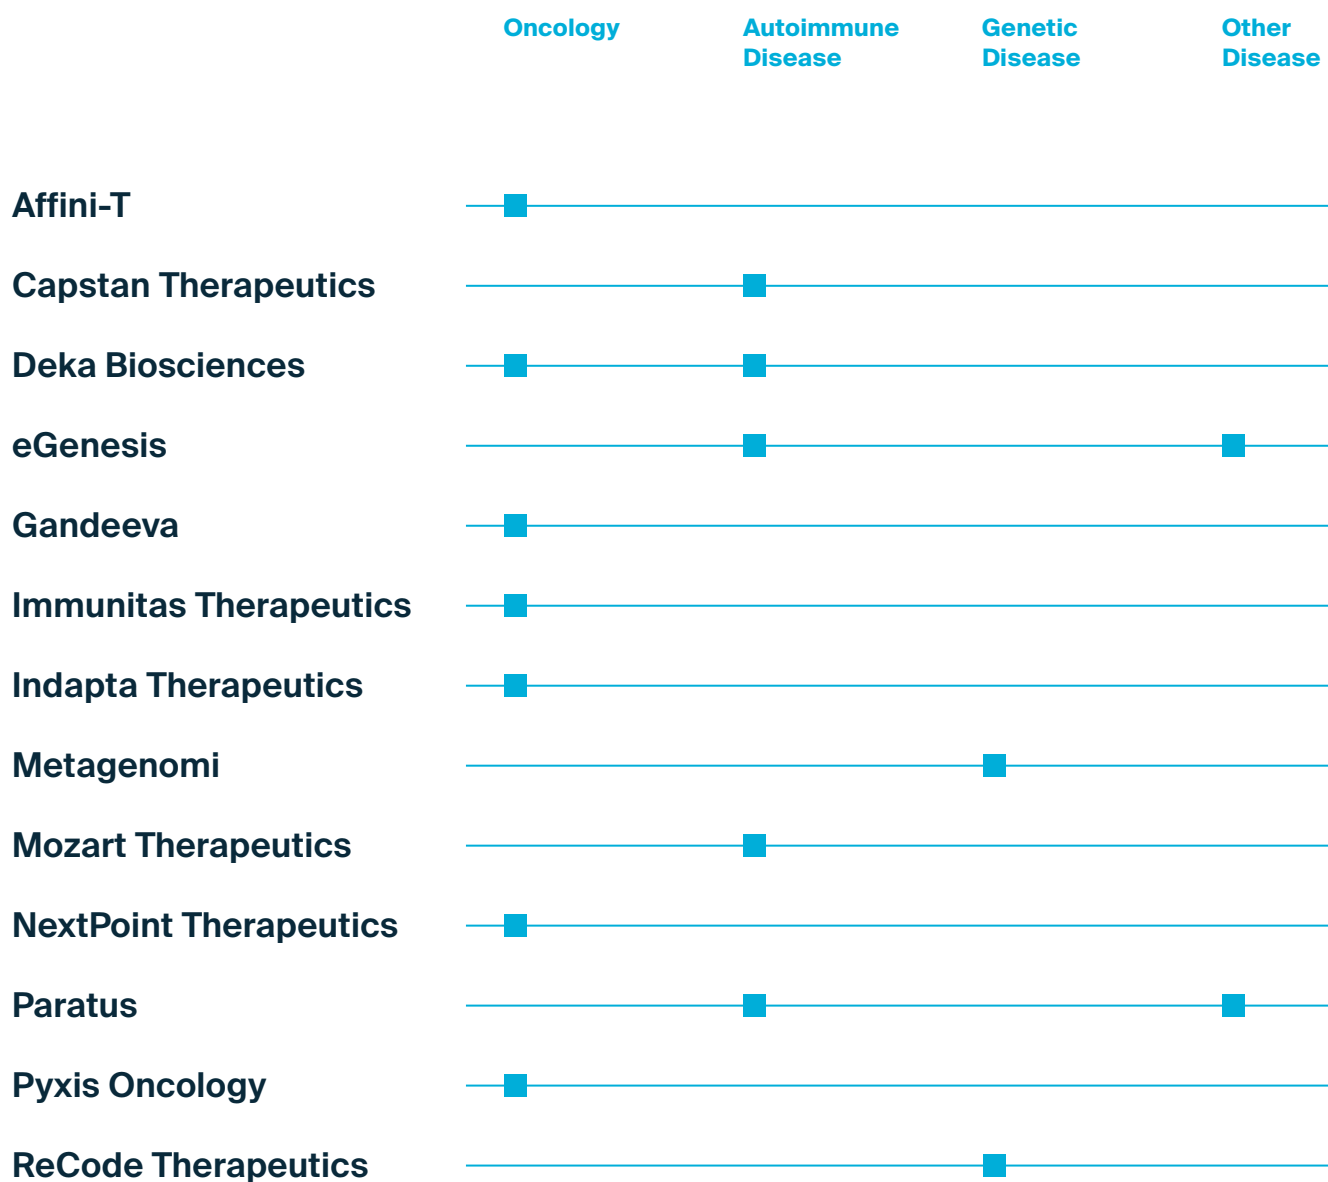 Oncology
Autoimmune
Disease
Genetic
Disease
Other
Disease
Affini-T
Capstan Therapeutics
Deka Biosciences
eGenesis
Gandeeva
Immunitas Therapeutics
Indapta Therapeutics
Metagenomi
Mozart Therapeutics
NextPoint Therapeutics
Paratus
Pyxis Oncology
ReCode Therapeutics